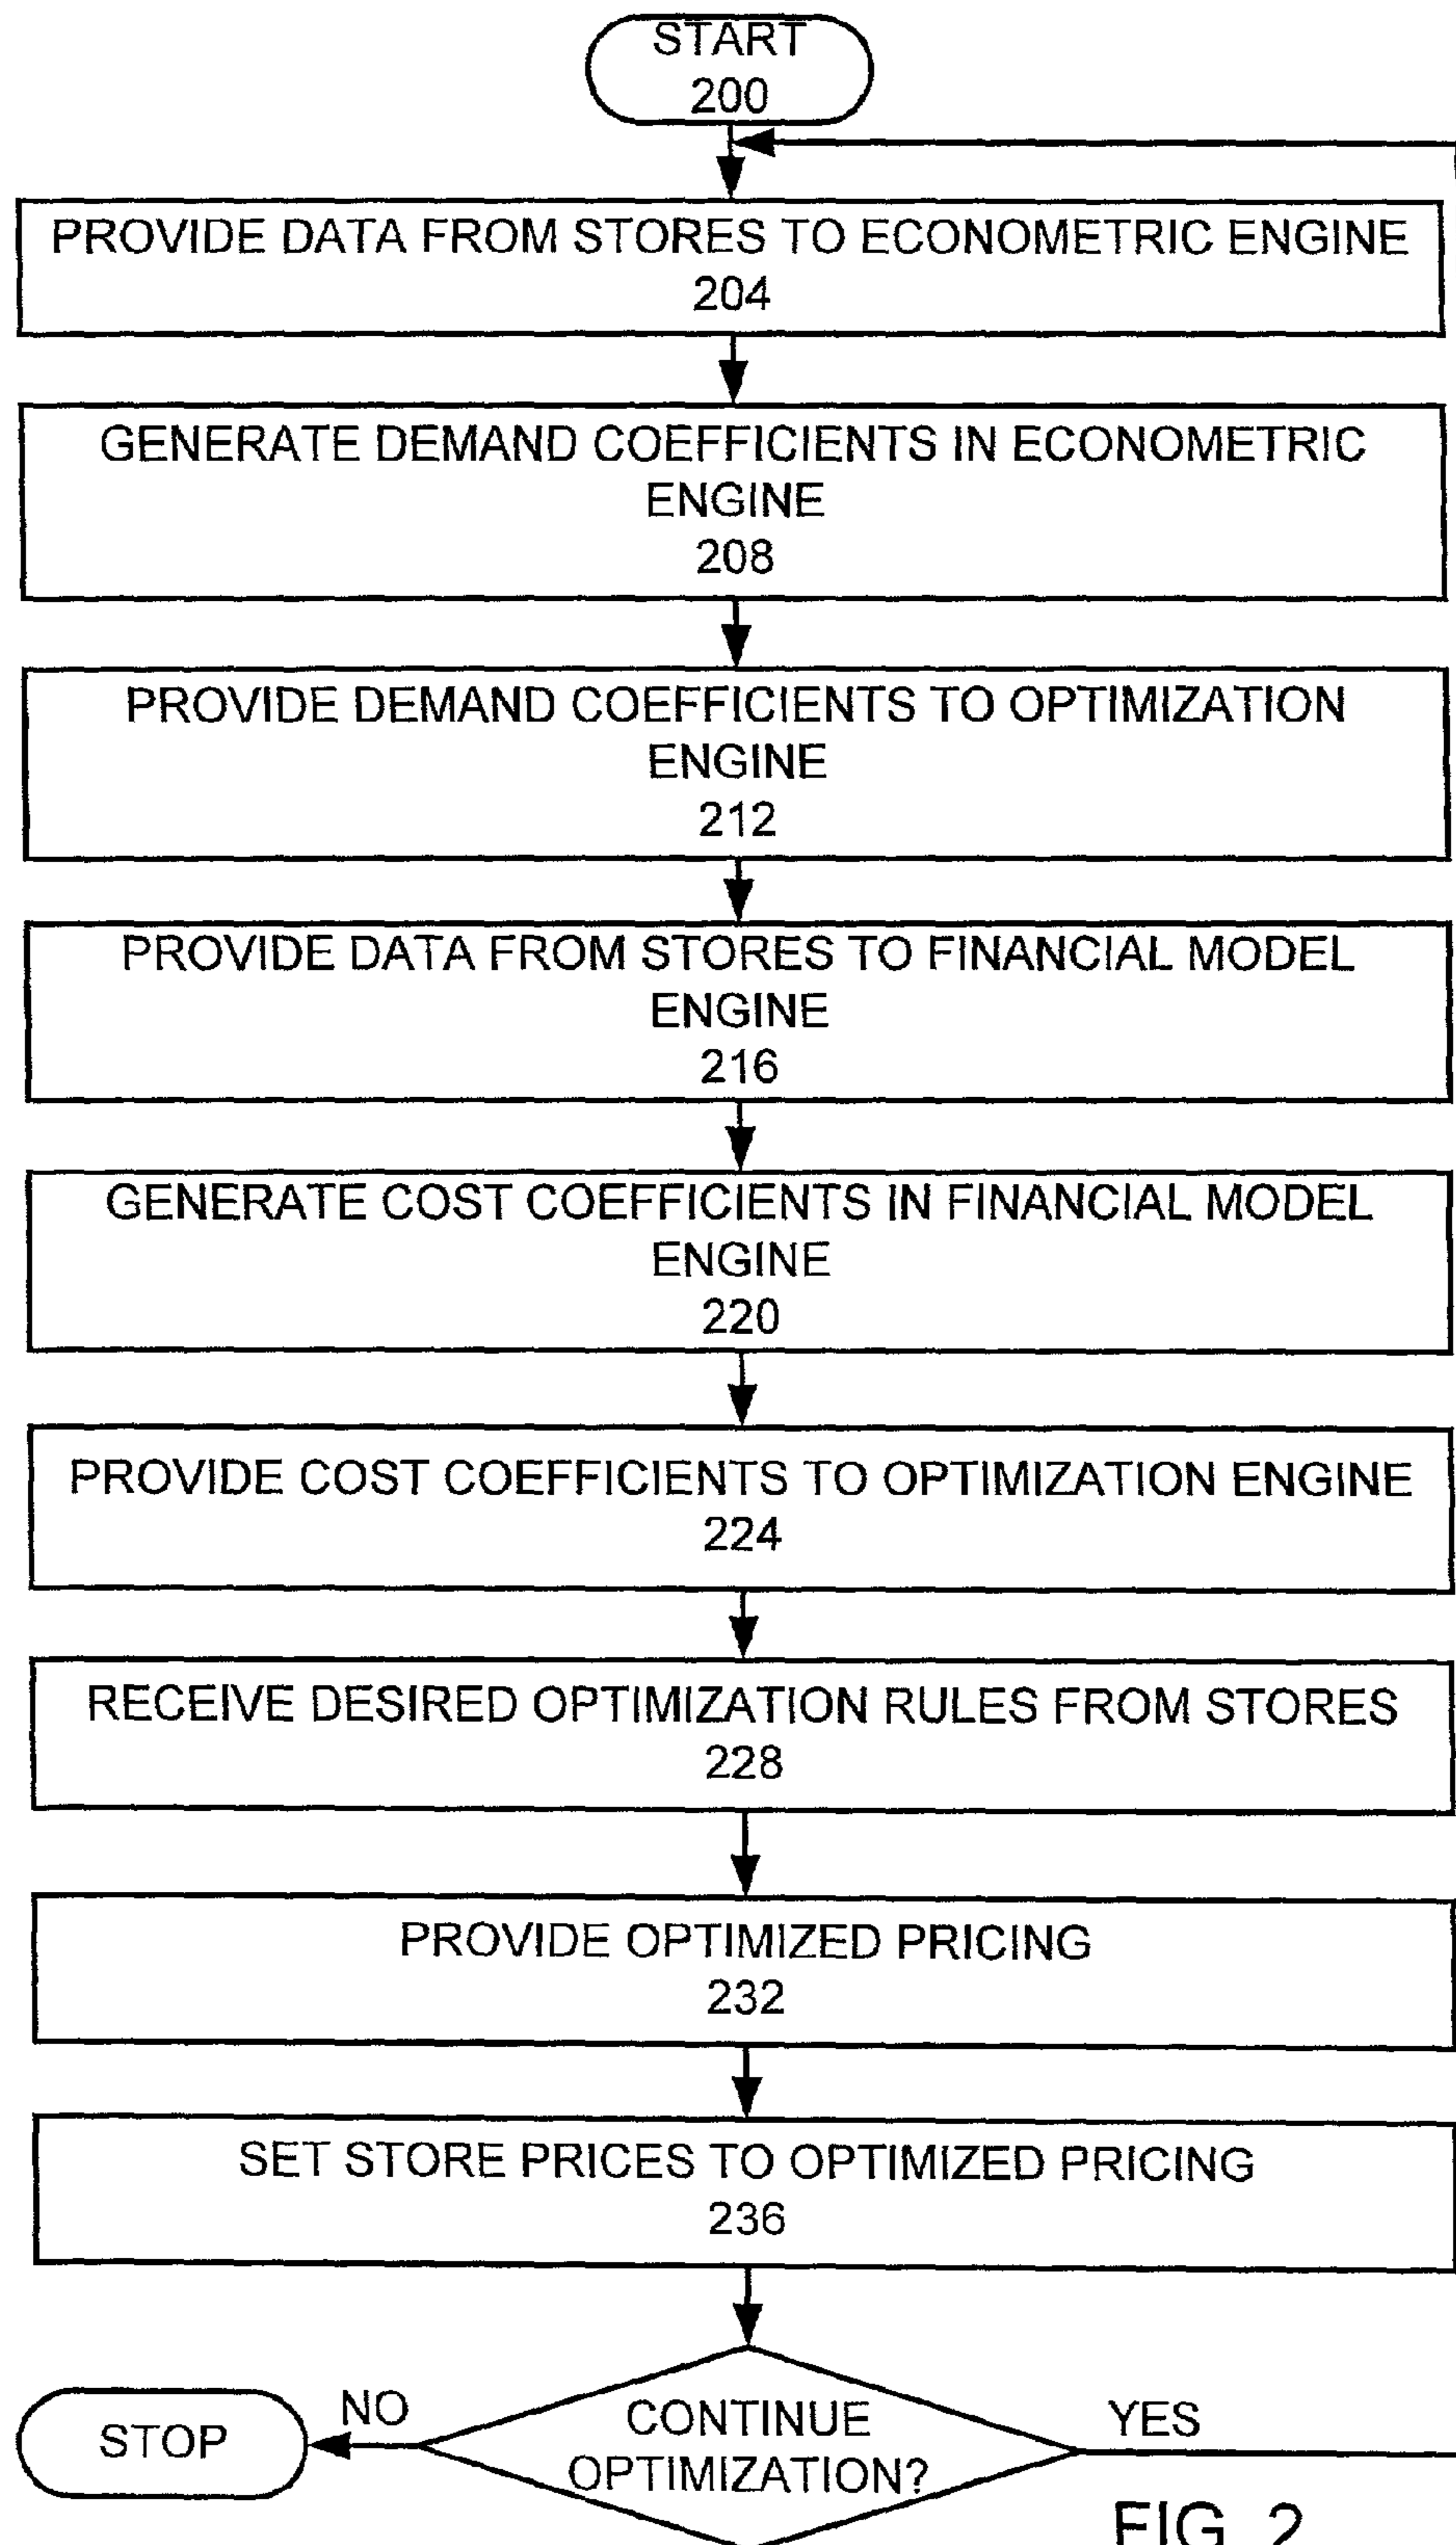 START
200
PROVIDE DATA FROM STORES TO ECONOMETRIC ENGINE
204
GENERATE DEMAND COEFFICIENTS IN ECONOMETRIC
ENGINE
208
PROVIDE DEMAND COEFFICIENTS TO OPTIMIZATION
ENGINE
212
PROVIDE DATA FROM STORES TO FINANCIAL MODEL
ENGINE
216
GENERATE COST COEFFICIENTS IN FINANCIAL MODEL
ENGINE
220
PROVIDE COST COEFFICIENTS TO OPTIMIZATION ENGINE
224
RECEIVE DESIRED OPTIMIZATION RULES FROM STORES
228
PROVIDE OPTIMIZED PRICING
232
SET STORE PRICES TO OPTIMIZED PRICING
236
STOP
NO
CONTINUE
OPTIMIZATION?
YES
FIG. 2